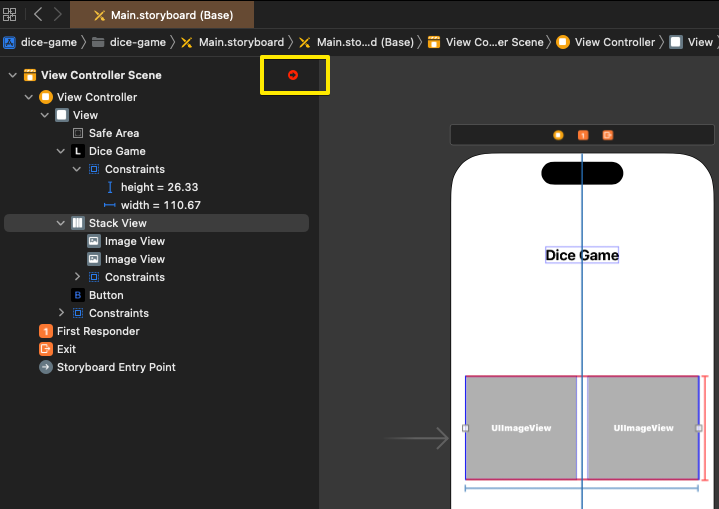 Main.storyboard (Base)
dice-game
dice-game
Main.storyboard
Main.sto...d (Base)
View Co...er Scene
View Controller
View
View Controller Scene
View Controller
View
Safe Area
L Dice Game
Constraints
height = 26.33
width = 110.67
Stack View
Image View
Image View
Constraints
B Button
Constraints
1 First Responder
Exit
Storyboard Entry Point
1
Dice Game
UIImageView
UIImageView